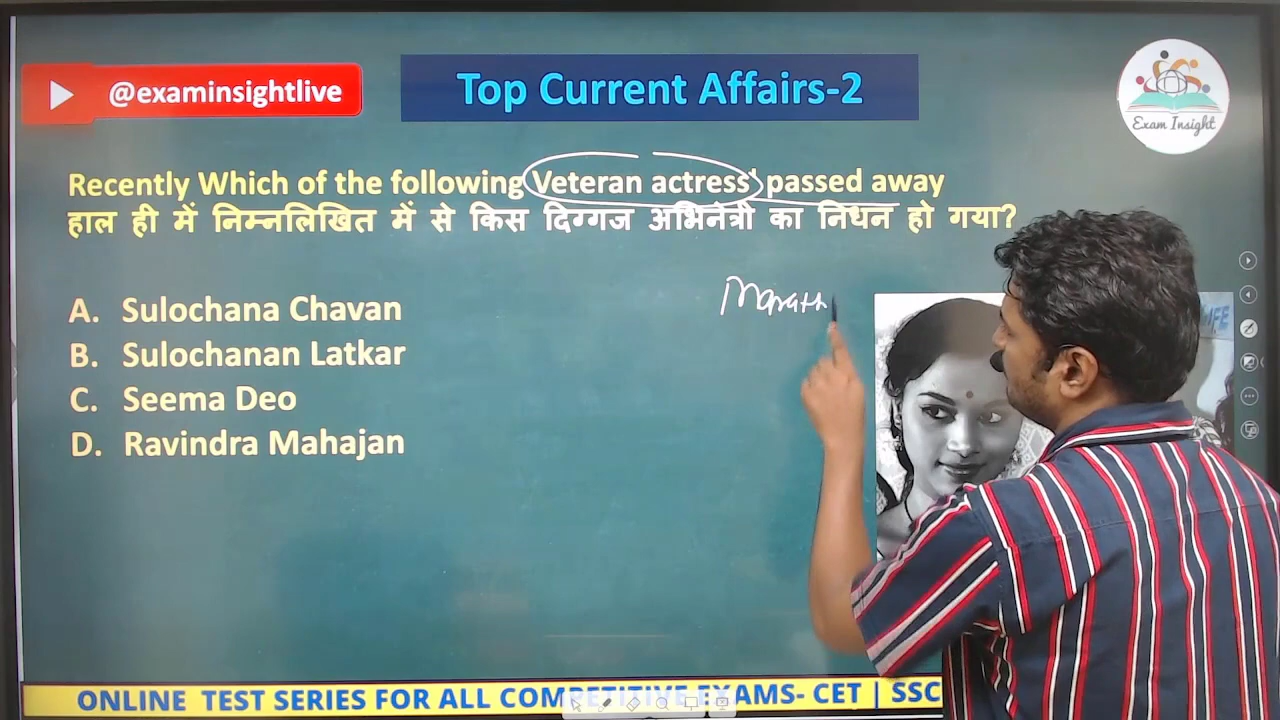 @examinsightlive
Top Current Affairs-2
Exam Insight
Recently Which of the following Veteran actress' passed away
हाल ही में निम्नलिखित में से किस दिग्गज अभिनेत्री का निधन हो गया?
Marath
A. Sulochana Chavan
B. Sulochanan Latkar
C. Seema Deo
D. Ravindra Mahajan
IFE
ONLINE TEST SERIES FOR ALL COMPETITIVE EXAMS- CET | SSC